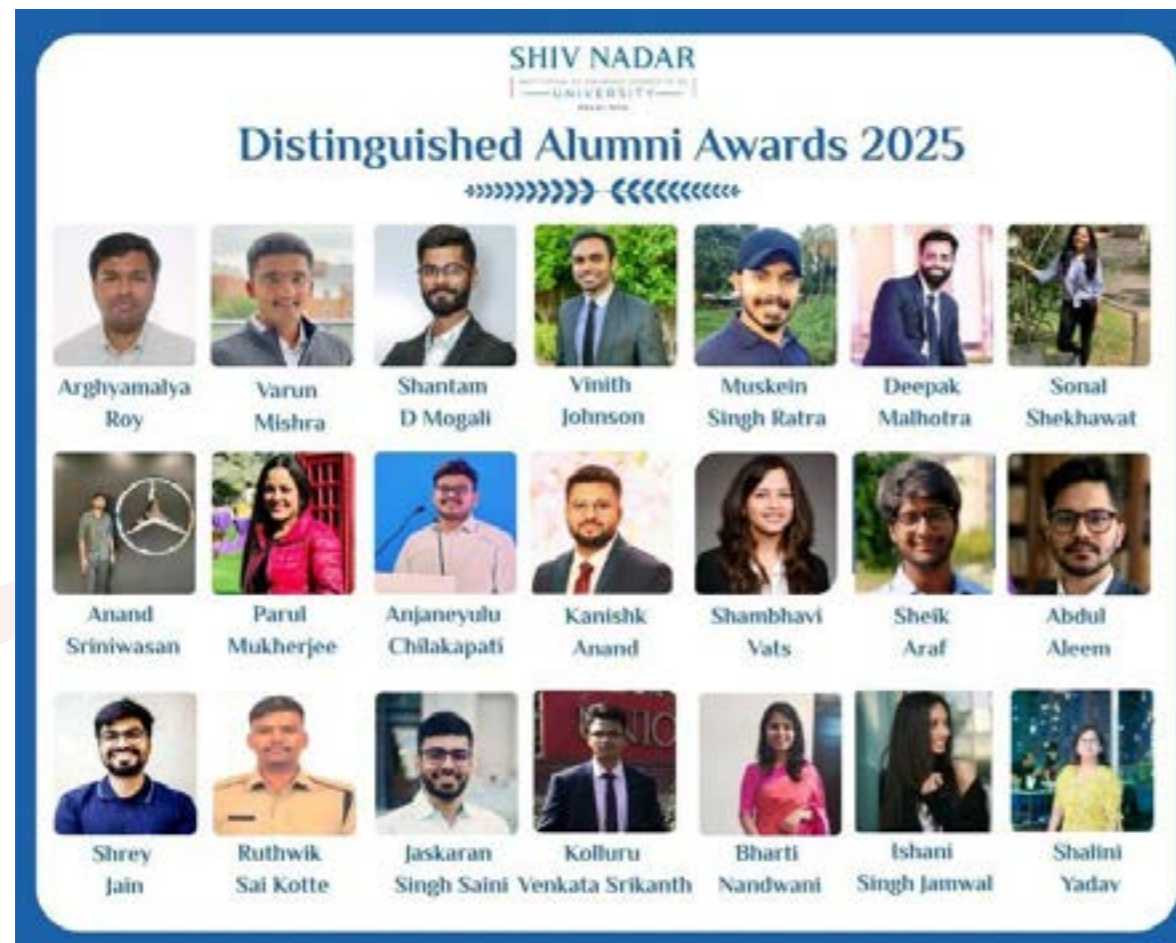 SHIV NADAR
UNIVERSITY
Distinguished Alumni Awards 2025
Arghyamalya
Roy
Varun
Mishra
Shantam
D Mogali
Vinith
Johnson
Muskein
Singh Ratra
Deepak
Malhotra
Sonal
Shekhawat
Anand
Sriniwasan
Parul
Mukherjee
Anjaneyulu
Chilakapati
Kanishk
Anand
Shambhavi
Vats
Sheik
Araf
Abdul
Aleem
Shrey
Jain
Ruthwik
Sai Kotte
Jaskaran
Singh Saini
Kolluru
Venkata Srikanth
Bharti
Nandwani
Ishani
Singh Jamwal
Shalini
Yadav